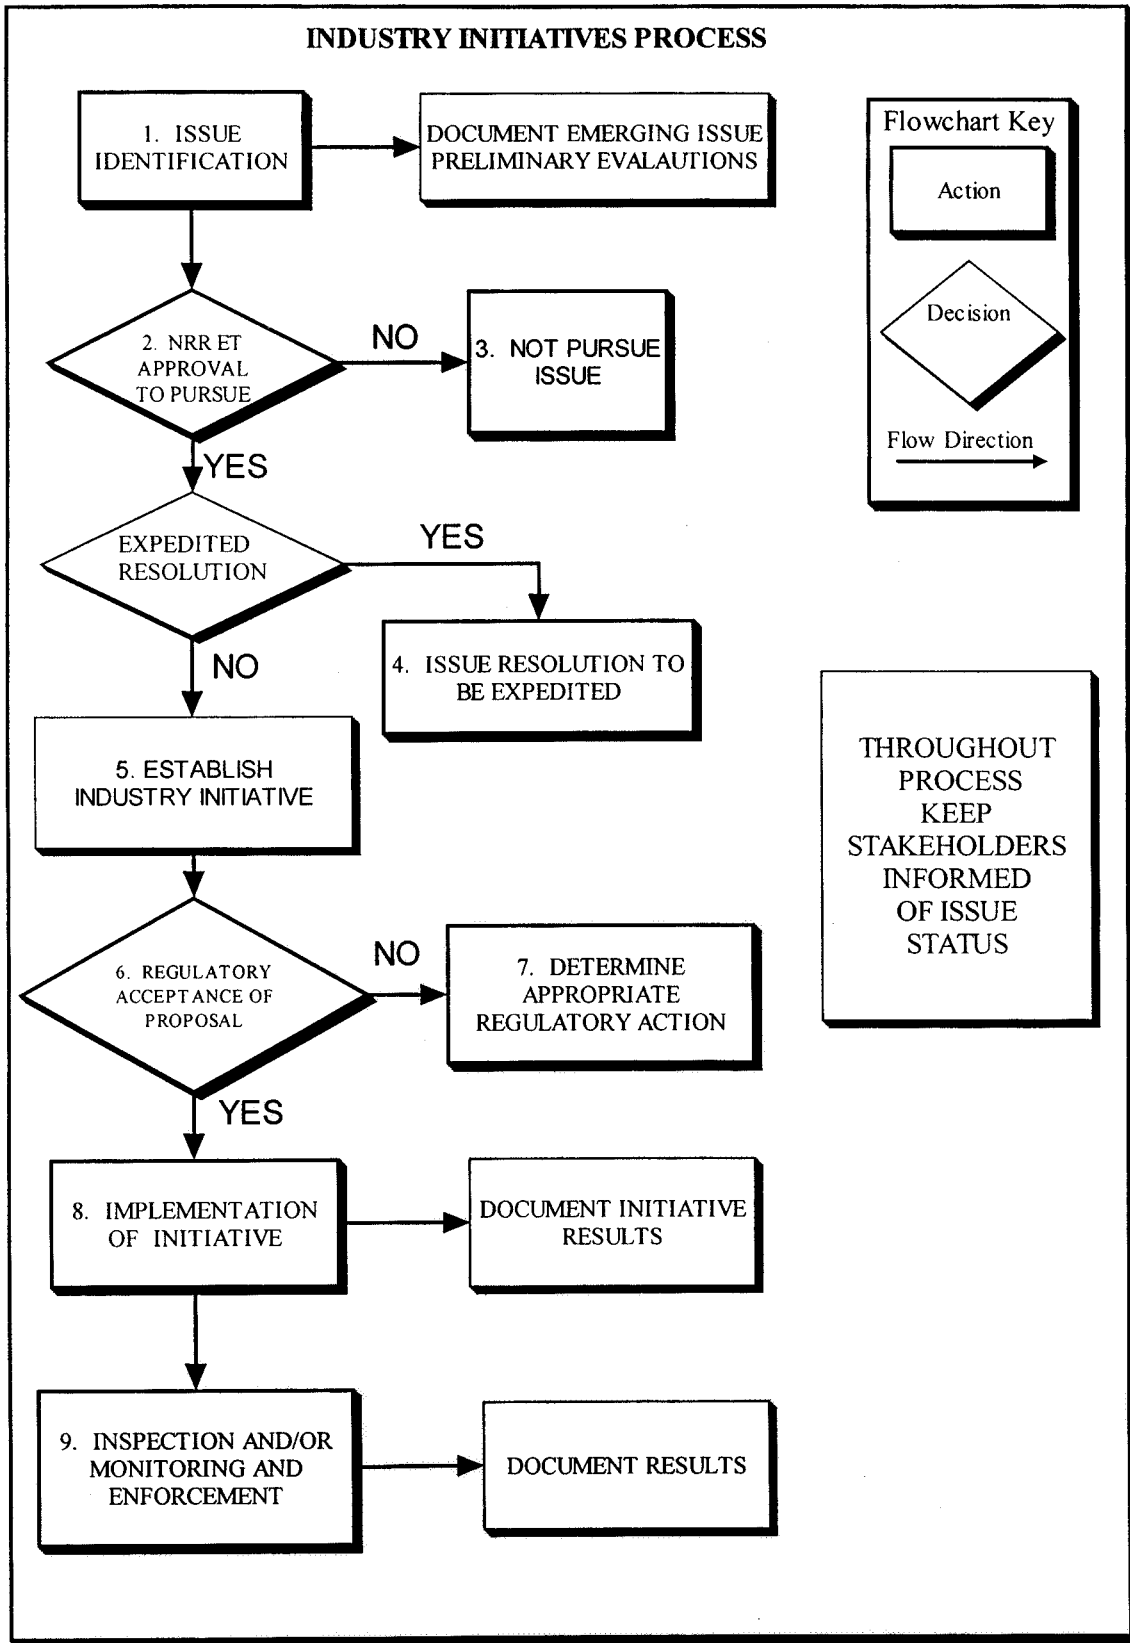 INDUSTRY INITIATIVES PROCESS
1. ISSUE
IDENTIFICATION
DOCUMENT EMERGING ISSUE
PRELIMINARY EVALAUTIONS
Flowchart Key
Action
Decision
Flow Direction
2. NRR ET
APPROVAL
TO PURSUE
NO
3. NOT PURSUE
ISSUE
YES
EXPEDITED
RESOLUTION
YES
4. ISSUE RESOLUTION TO
BE EXPEDITED
NO
5. ESTABLISH
INDUSTRY INITIATIVE
THROUGHOUT
PROCESS
KEEP
STAKEHOLDERS
INFORMED
OF ISSUE
STATUS
6. REGULATORY
ACCEPTANCE OF
PROPOSAL
NO
7. DETERMINE
APPROPRIATE
REGULATORY ACTION
YES
8. IMPLEMENTATION
OF INITIATIVE
DOCUMENT INITIATIVE
RESULTS
9. INSPECTION AND/OR
MONITORING AND
ENFORCEMENT
DOCUMENT RESULTS